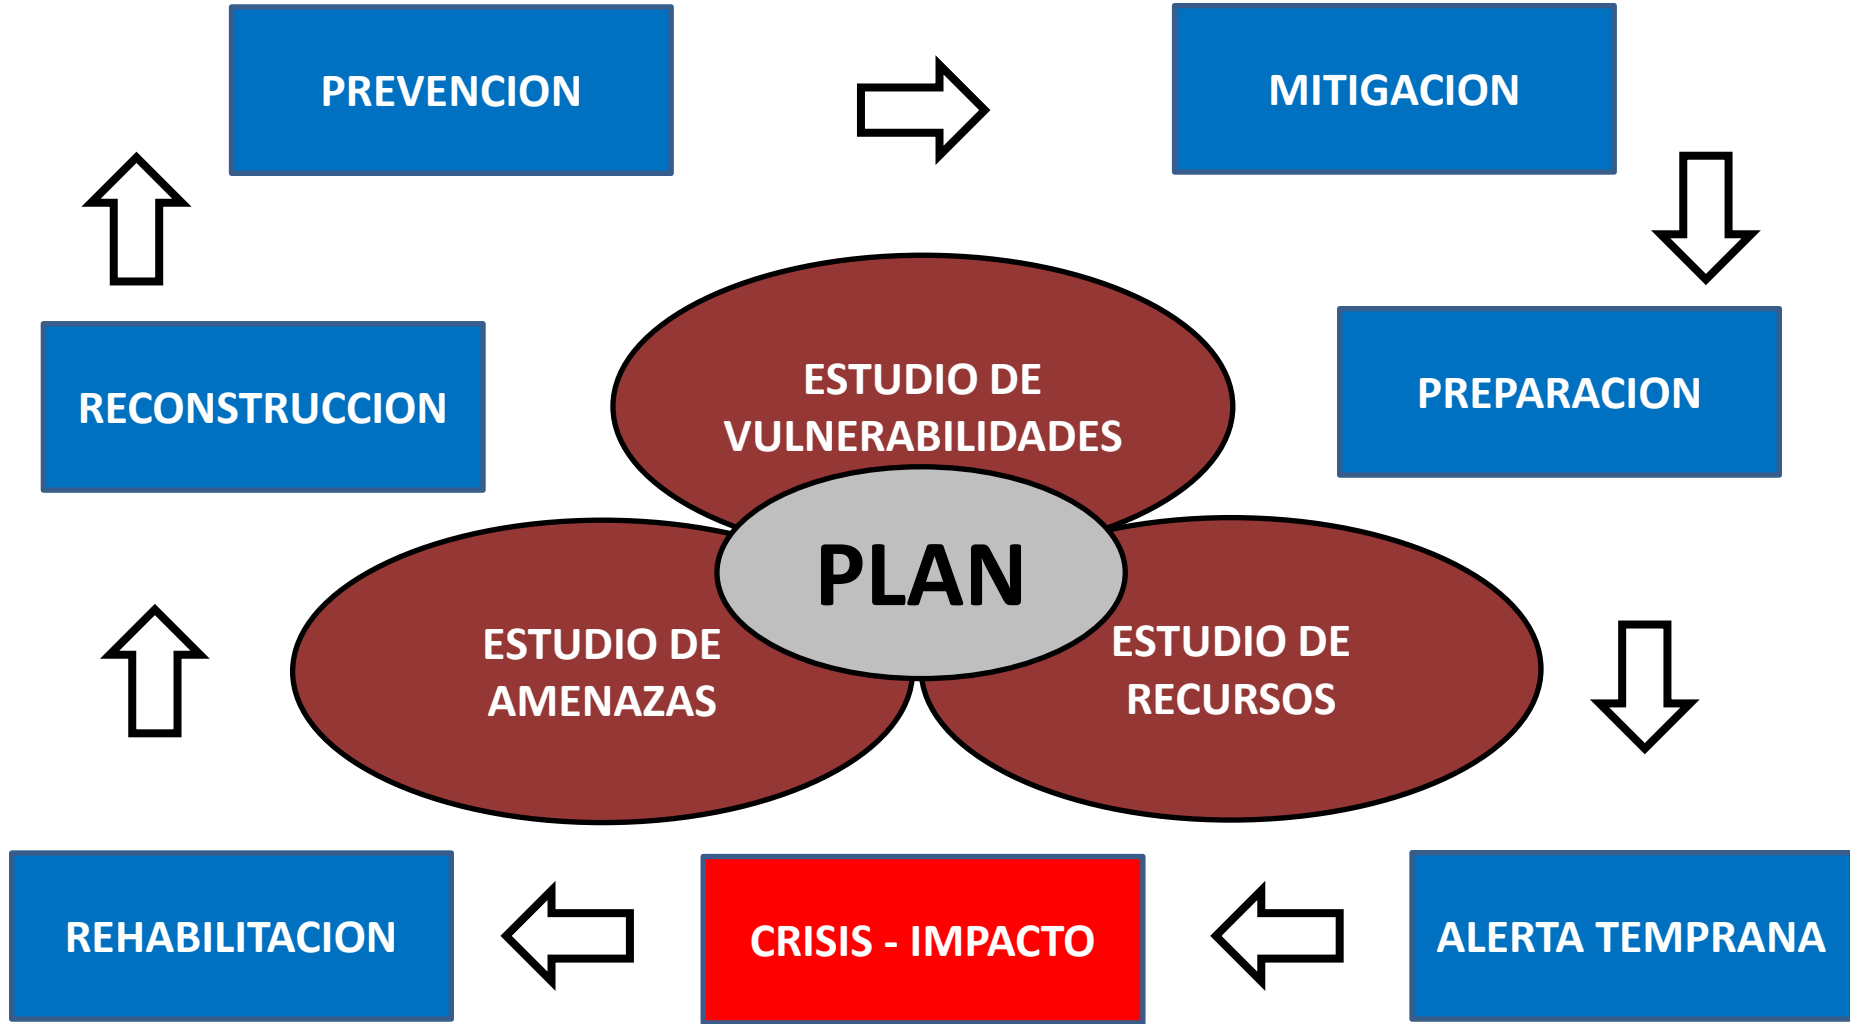 PREVENCION
MITIGACION
RECONSTRUCCION
ESTUDIO DE
VULNERABILIDADES
PREPARACION
PLAN
ESTUDIO DE
AMENAZAS
ESTUDIO DE
RECURSOS
REHABILITACION
CRISIS - IMPACTO
ALERTA TEMPRANA